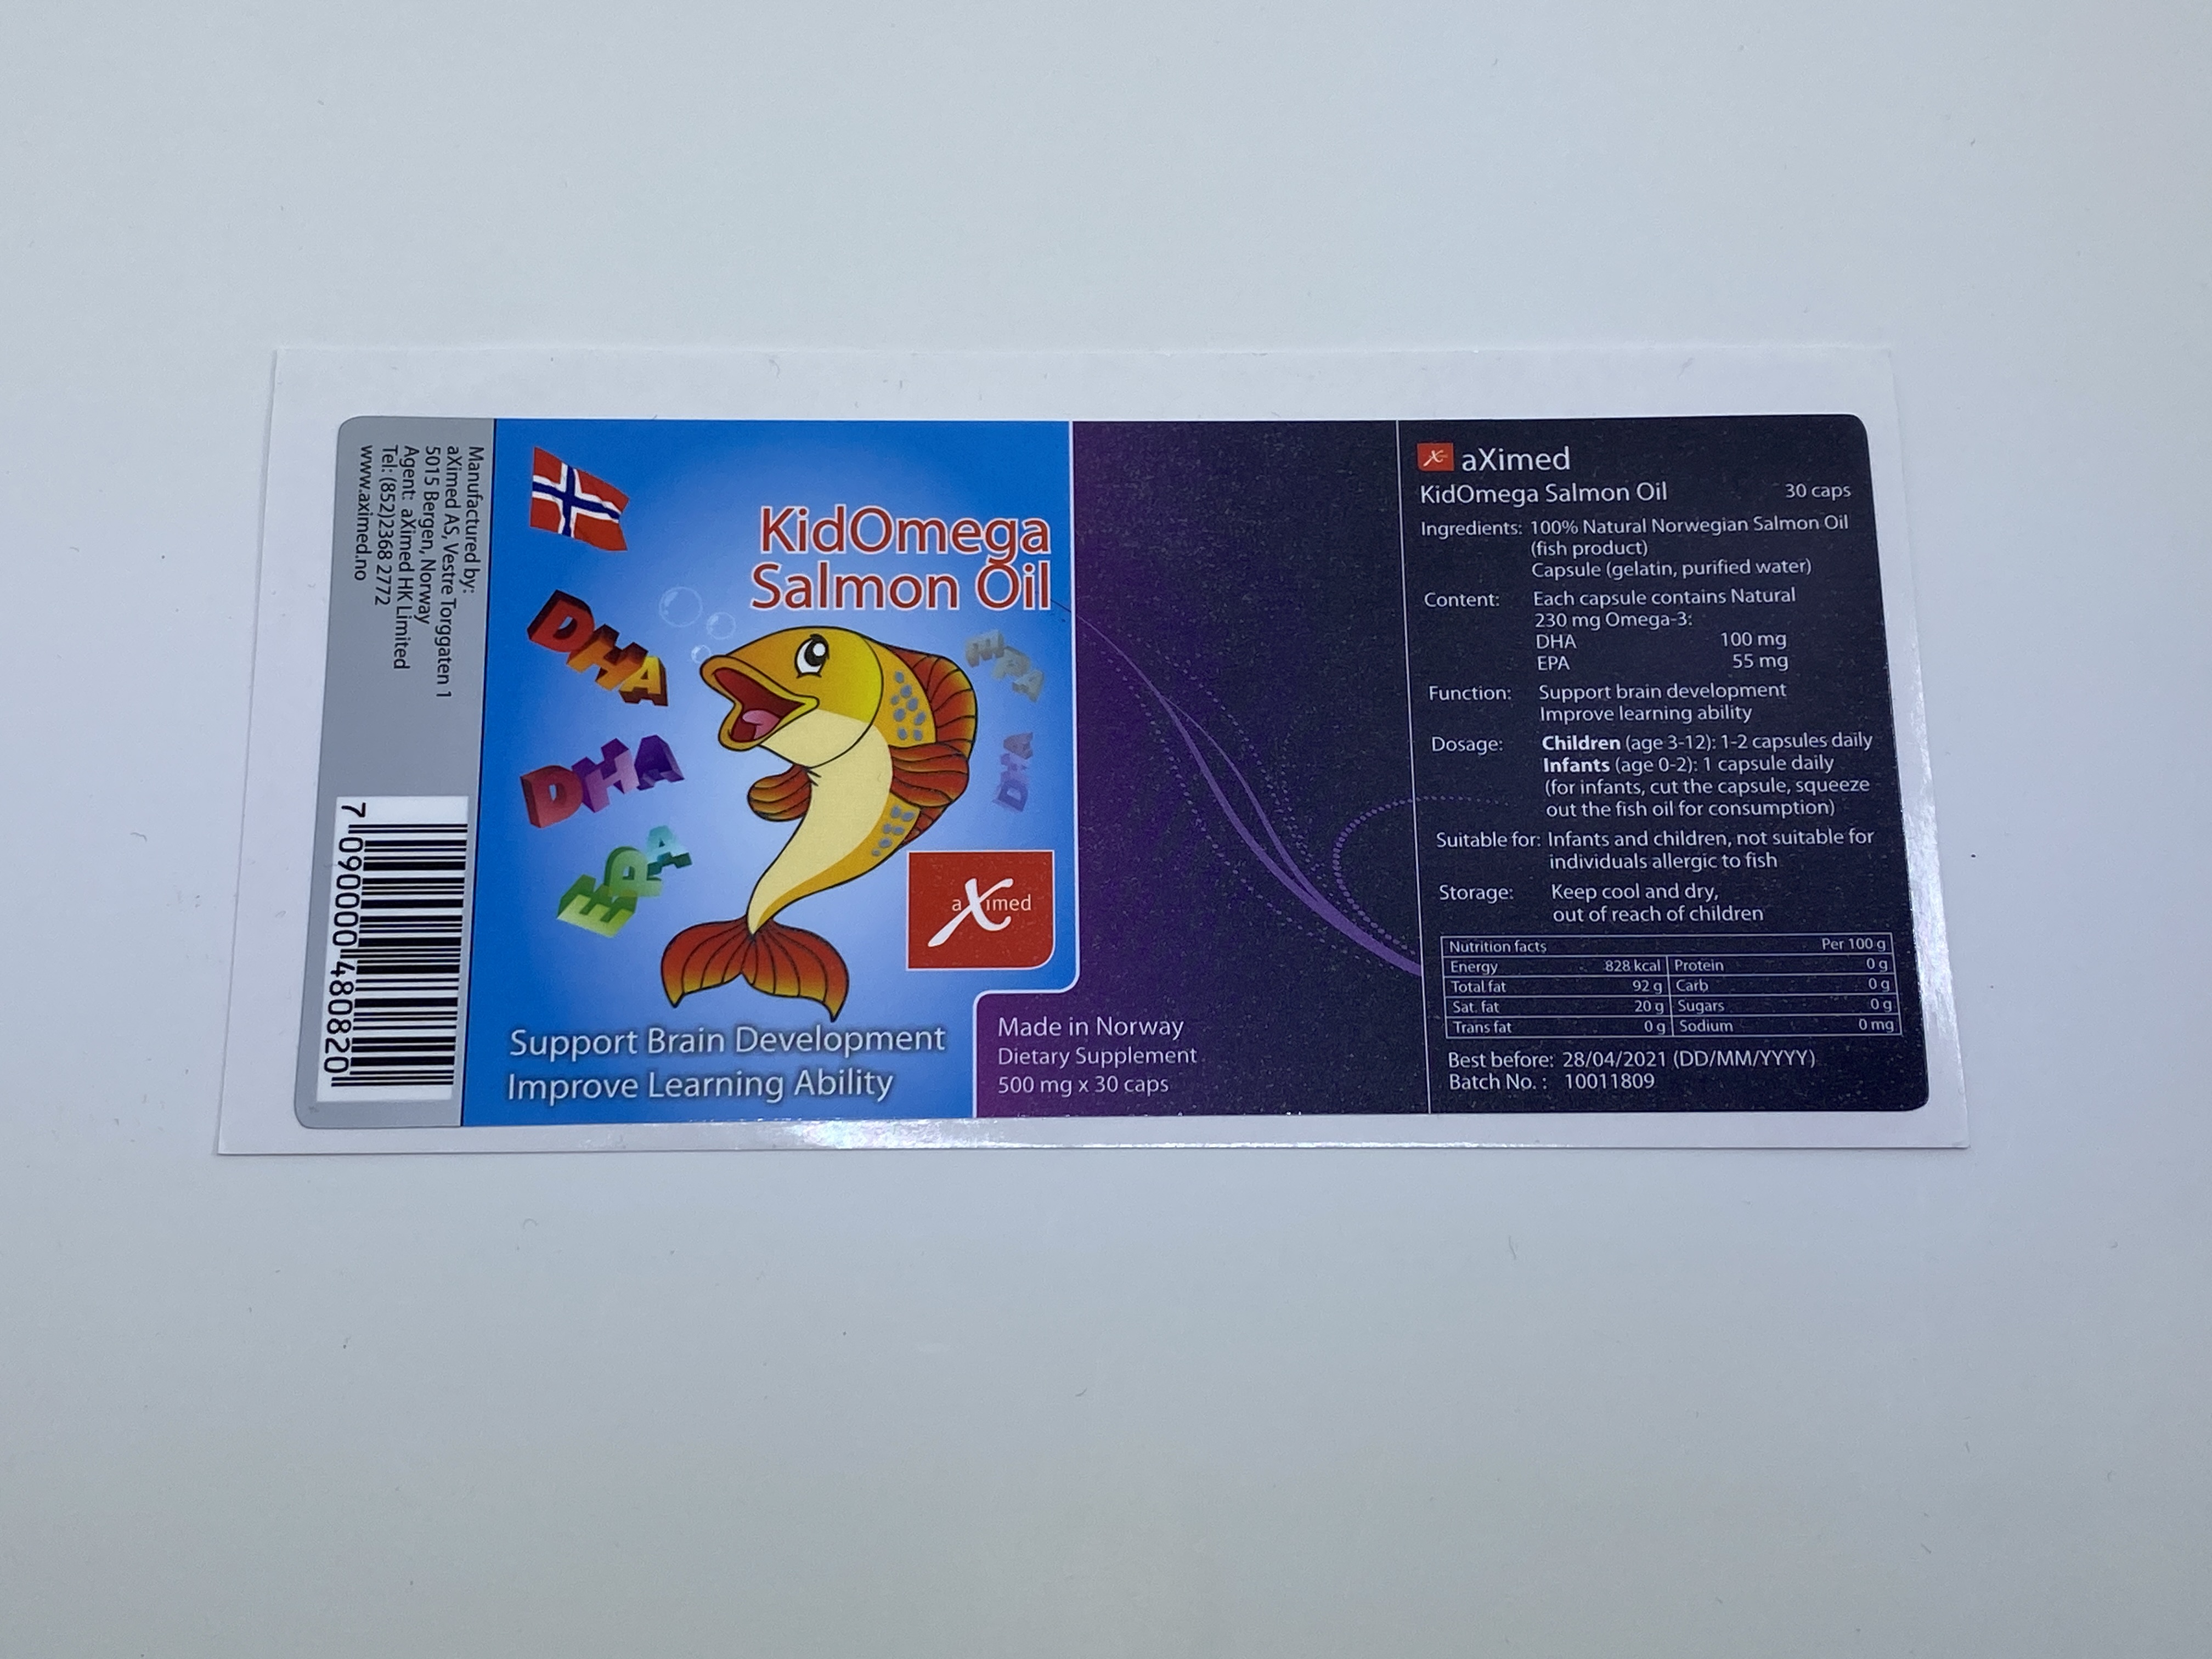 Manufactured by:
aXimed AS, Vestre Torggaten 1
5015 Bergen, Norway
Agent: aXimed HK Limited
Tel: (852)2368 2772
www.aximed.no
7 090000 480820
KidOmega
Salmon Oil
DHA
EPA
DHA
DHA
EPA
aXimed
Support Brain Development
Improve Learning Ability
Made in Norway
Dietary Supplement
500 mg x 30 caps
aXimed
KidOmega Salmon Oil 30 caps
Ingredients: 100% Natural Norwegian Salmon Oil
(fish product)
Capsule (gelatin, purified water)
Content: Each capsule contains Natural
230 mg Omega-3:
DHA 100 mg
EPA 55 mg
Function: Support brain development
Improve learning ability
Dosage: Children (age 3-12): 1-2 capsules daily
Infants (age 0-2): 1 capsule daily
(for infants, cut the capsule, squeeze
out the fish oil for consumption)
Suitable for: Infants and children, not suitable for
individuals allergic to fish
Storage: Keep cool and dry,
out of reach of children
Nutrition facts Per 100 g
Energy 828 kcal Protein 0 g
Total fat 92 g Carb 0 g
Sat. fat 20 g Sugars 0 g
Trans fat 0 g Sodium 0 mg
Best before: 28/04/2021 (DD/MM/YYYY)
Batch No. : 10011809